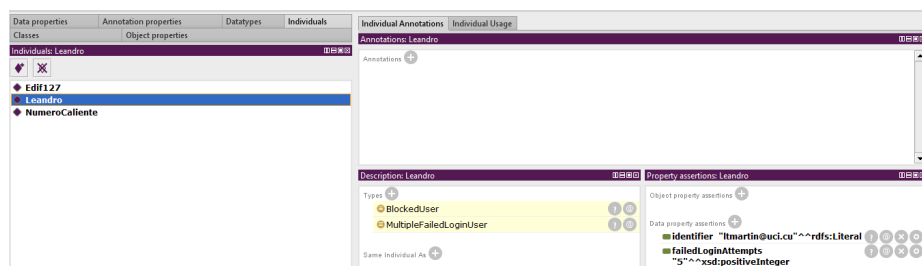 Data properties
Annotation properties
Datatypes
Individuals
Classes
Object properties
Individuals: Leandro
Edif127
Leandro
NumeroCaliente
Individual Annotations
Individual Usage
Annotations: Leandro
Annotations
Description: Leandro
Types
BlockedUser
MultipleFailedLoginUser
Same Individual As
Property assertions: Leandro
Object property assertions
Data property assertions
identifier "ltmartin@uci.cu"^^rdfs:Literal
failedLoginAttempts
"5"^^xsd:positiveInteger